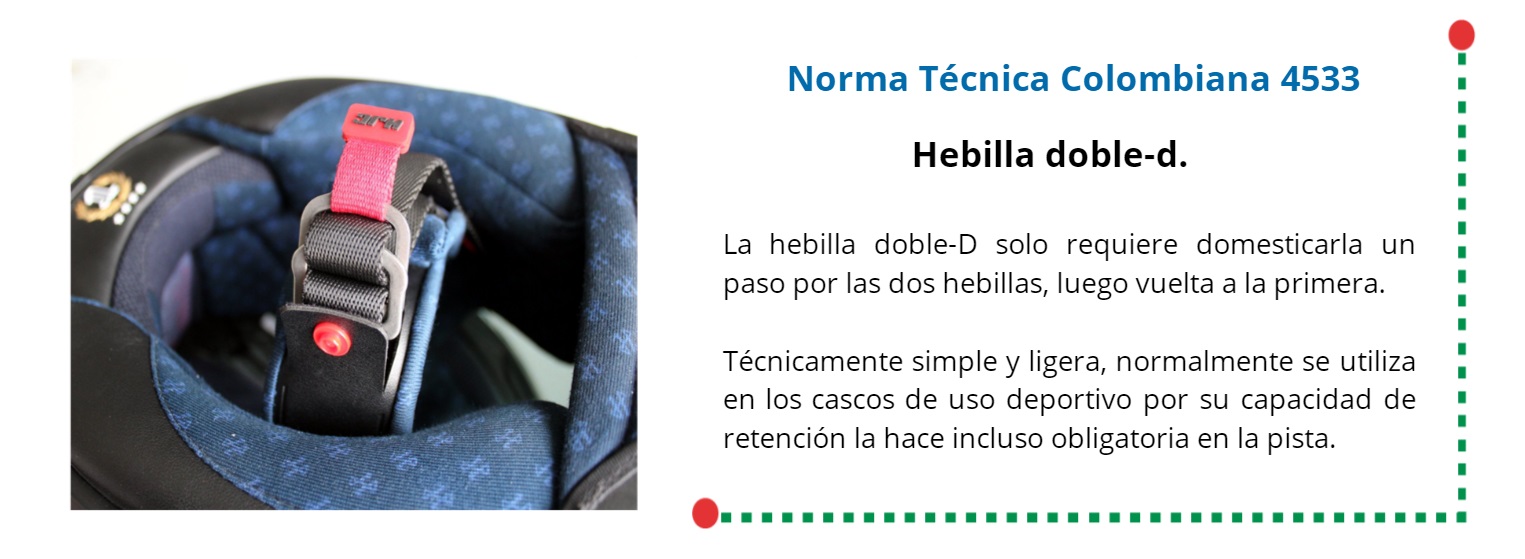 Norma Técnica Colombiana 4533
Hebilla doble-d.
La hebilla doble-D solo requiere domesticarla un
paso por las dos hebillas, luego vuelta a la primera.
Técnicamente simple y ligera, normalmente se utiliza
en los cascos de uso deportivo por su capacidad de
retención la hace incluso obligatoria en la pista.
HJC